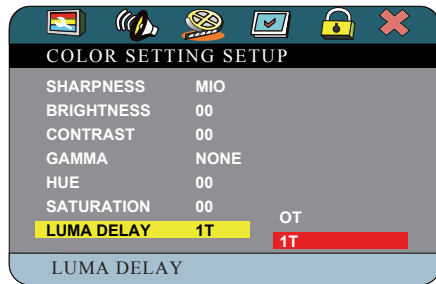 COLOR SETTING SETUP
SHARPNESS MIO
BRIGHTNESS 00
CONTRAST 00
GAMMA NONE
HUE 00
SATURATION 00
OT
LUMA DELAY 1T
1T
LUMA DELAY